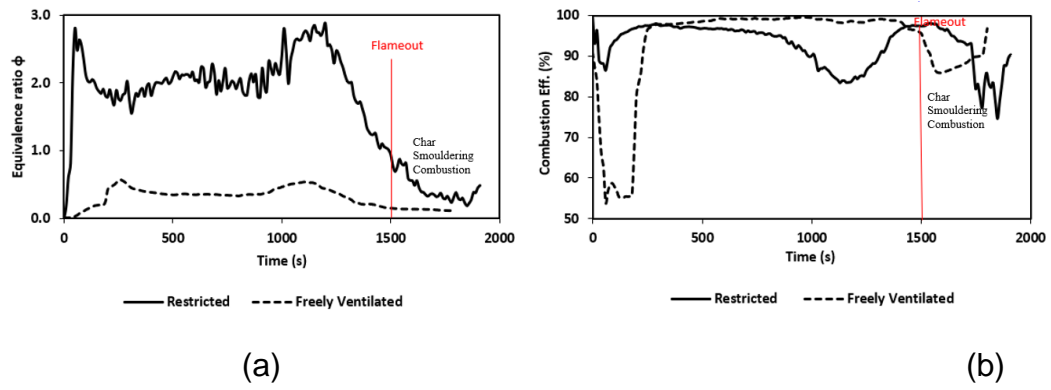 3.0
2.0
1.0
0.0
Equivalence ratio ϕ
Flameout
Char
Smouldering
Combustion
0
500
1000
1500
2000
Time (s)
Restricted
Freely Ventilated
(a)
100
90
80
70
60
50
Combustion Eff. (%)
Flameout
Char
Smouldering
Combustion
0
500
1000
1500
2000
Time (s)
Restricted
Freely Ventilated
(b)